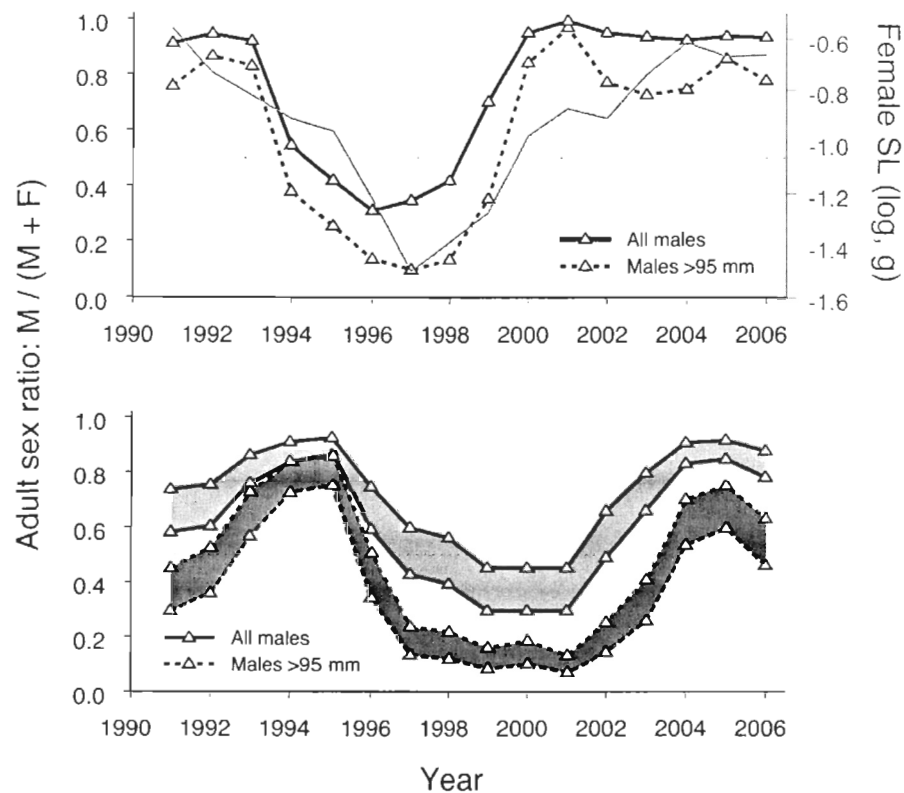 Adult sex ratio: M / (M + F)
1.0
0.8
0.6
0.4
0.2
0.0
-0.6
-0.8
-1.0
-1.2
-1.4
-1.6
Female SL (log, g)
All males
Males >95 mm
1990 1992 1994 1996 1998 2000 2002 2004 2006
1.0
0.8
0.6
0.4
0.2
0.0
All males
Males >95 mm
1990 1992 1994 1996 1998 2000 2002 2004 2006
Year